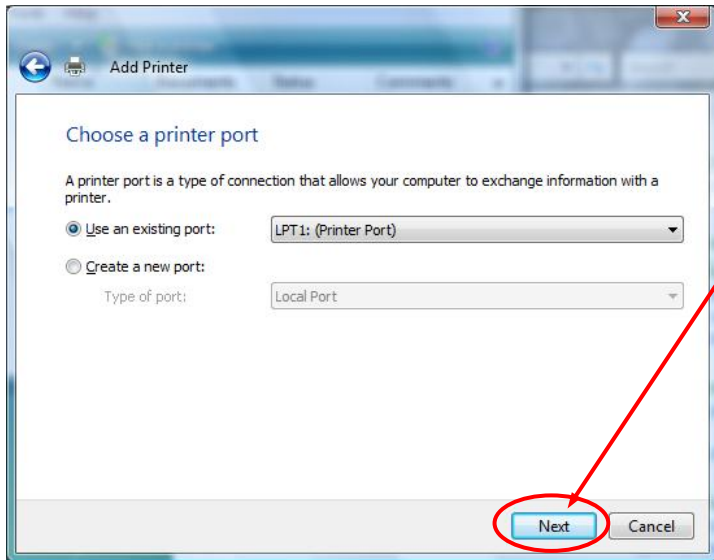 Add Printer
Choose a printer port
A printer port is a type of connection that allows your computer to exchange information with a
printer.
Use an existing port: LPT1: (Printer Port)
Create a new port:
Type of port: Local Port
Next Cancel